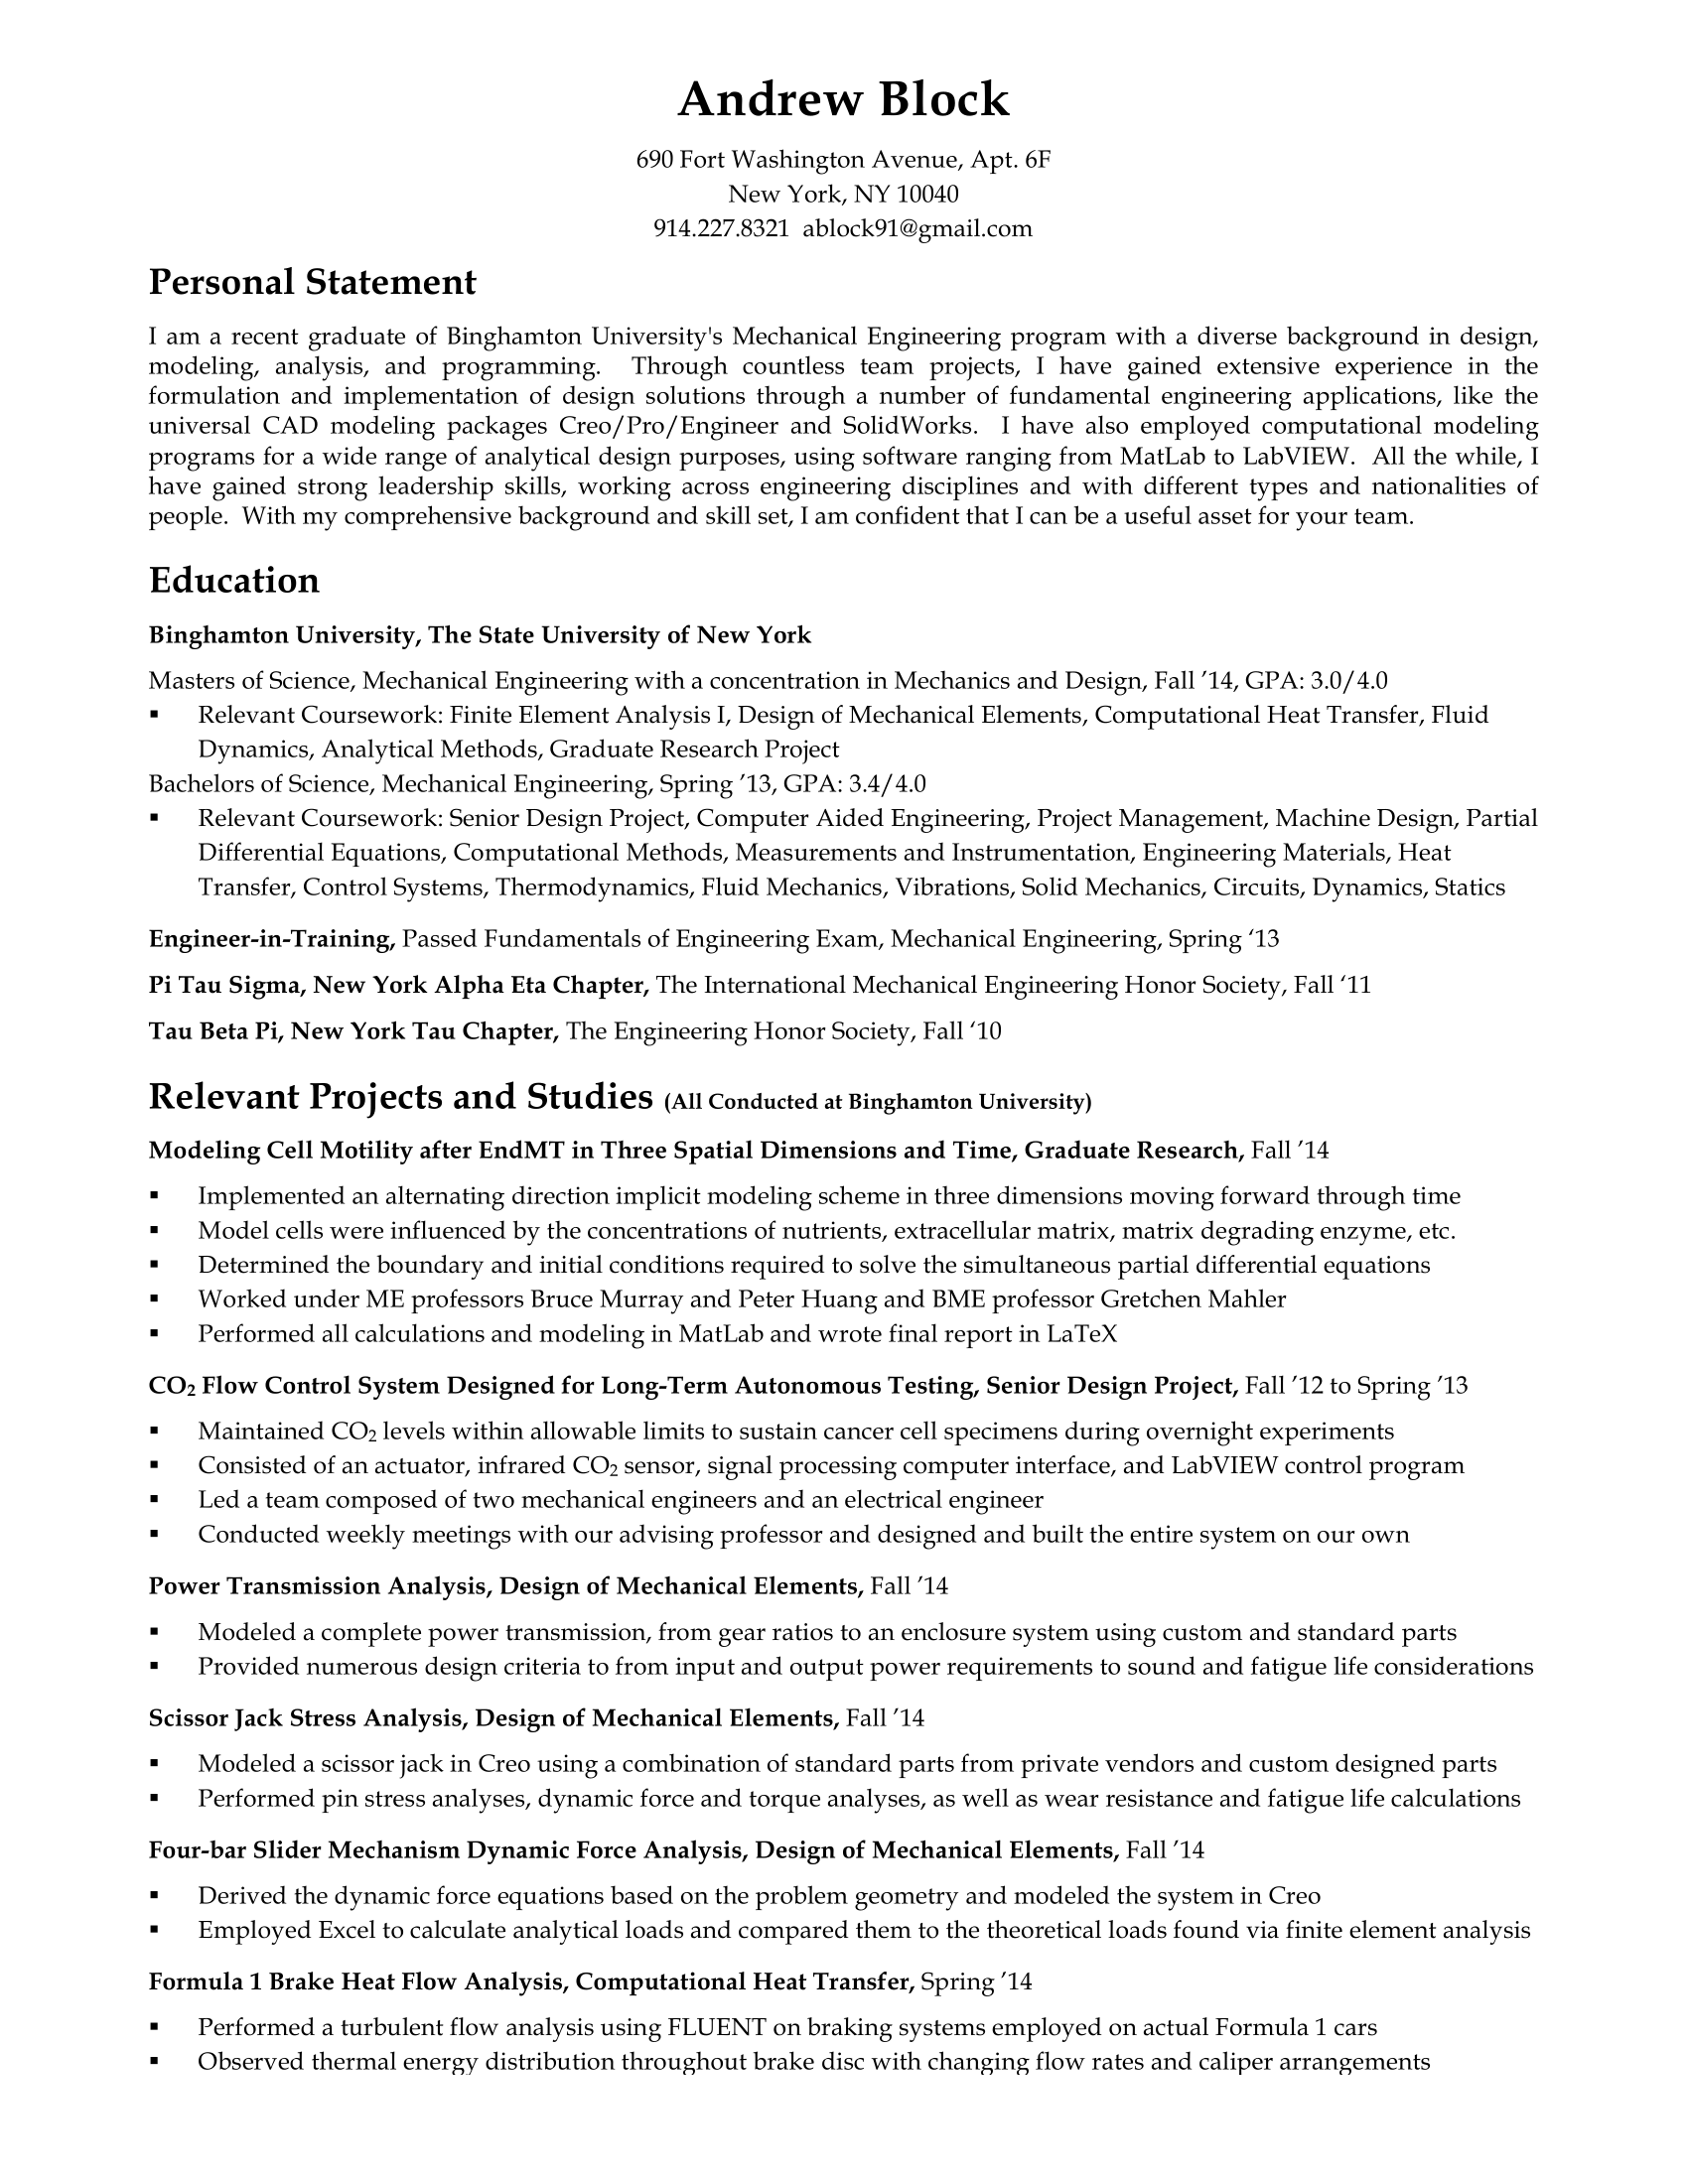 Andrew Block
690 Fort Washington Avenue, Apt. 6F
New York, NY 10040
914.227.8321  ablock91@gmail.com
Personal Statement
I am a recent graduate of Binghamton University's Mechanical Engineering program with a diverse background in design,
modeling, analysis, and programming.  Through countless team projects, I have gained extensive experience in the
formulation and implementation of design solutions through a number of fundamental engineering applications, like the
universal CAD modeling packages Creo/Pro/Engineer and SolidWorks.  I have also employed computational modeling
programs for a wide range of analytical design purposes, using software ranging from MatLab to LabVIEW.  All the while, I
have gained strong leadership skills, working across engineering disciplines and with different types and nationalities of
people.  With my comprehensive background and skill set, I am confident that I can be a useful asset for your team.
Education
Binghamton University, The State University of New York
Masters of Science, Mechanical Engineering with a concentration in Mechanics and Design, Fall ’14, GPA: 3.0/4.0
▪ Relevant Coursework: Finite Element Analysis I, Design of Mechanical Elements, Computational Heat Transfer, Fluid
Dynamics, Analytical Methods, Graduate Research Project
Bachelors of Science, Mechanical Engineering, Spring ’13, GPA: 3.4/4.0
▪ Relevant Coursework: Senior Design Project, Computer Aided Engineering, Project Management, Machine Design, Partial
Differential Equations, Computational Methods, Measurements and Instrumentation, Engineering Materials, Heat
Transfer, Control Systems, Thermodynamics, Fluid Mechanics, Vibrations, Solid Mechanics, Circuits, Dynamics, Statics
Engineer-in-Training, Passed Fundamentals of Engineering Exam, Mechanical Engineering, Spring ‘13
Pi Tau Sigma, New York Alpha Eta Chapter, The International Mechanical Engineering Honor Society, Fall ‘11
Tau Beta Pi, New York Tau Chapter, The Engineering Honor Society, Fall ‘10
Relevant Projects and Studies (All Conducted at Binghamton University)
Modeling Cell Motility after EndMT in Three Spatial Dimensions and Time, Graduate Research, Fall ’14
▪ Implemented an alternating direction implicit modeling scheme in three dimensions moving forward through time
▪ Model cells were influenced by the concentrations of nutrients, extracellular matrix, matrix degrading enzyme, etc.
▪ Determined the boundary and initial conditions required to solve the simultaneous partial differential equations
▪ Worked under ME professors Bruce Murray and Peter Huang and BME professor Gretchen Mahler
▪ Performed all calculations and modeling in MatLab and wrote final report in LaTeX
CO₂ Flow Control System Designed for Long-Term Autonomous Testing, Senior Design Project, Fall ’12 to Spring ’13
▪ Maintained CO₂ levels within allowable limits to sustain cancer cell specimens during overnight experiments
▪ Consisted of an actuator, infrared CO₂ sensor, signal processing computer interface, and LabVIEW control program
▪ Led a team composed of two mechanical engineers and an electrical engineer
▪ Conducted weekly meetings with our advising professor and designed and built the entire system on our own
Power Transmission Analysis, Design of Mechanical Elements, Fall ’14
▪ Modeled a complete power transmission, from gear ratios to an enclosure system using custom and standard parts
▪ Provided numerous design criteria to from input and output power requirements to sound and fatigue life considerations
Scissor Jack Stress Analysis, Design of Mechanical Elements, Fall ’14
▪ Modeled a scissor jack in Creo using a combination of standard parts from private vendors and custom designed parts
▪ Performed pin stress analyses, dynamic force and torque analyses, as well as wear resistance and fatigue life calculations
Four-bar Slider Mechanism Dynamic Force Analysis, Design of Mechanical Elements, Fall ’14
▪ Derived the dynamic force equations based on the problem geometry and modeled the system in Creo
▪ Employed Excel to calculate analytical loads and compared them to the theoretical loads found via finite element analysis
Formula 1 Brake Heat Flow Analysis, Computational Heat Transfer, Spring ’14
▪ Performed a turbulent flow analysis using FLUENT on braking systems employed on actual Formula 1 cars
▪ Observed thermal energy distribution throughout brake disc with changing flow rates and caliper arrangements